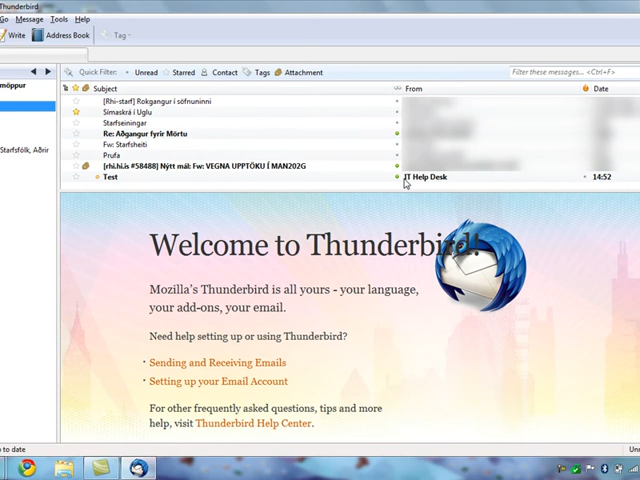 Thunderbird
Go Message Tools Help
Write Address Book Tag
möppur
Starfsfólk, Aðrir
Quick Filter: Unread Starred Contact Tags Attachment Filter these messages... <Ctrl+F>
Subject From Date
[Rhi-starf] Rokgangur í söfnuninni
Símaskrá í Uglu
Starfseiningar
Re: Aðgangur fyrir Mörtu
Fw: Starfsheiti
Prufa
[rhi.hi.is #58488] Nýtt mál: Fw: VEGNA UPPTÖKU Í MAN202G
Test IT Help Desk 14:52
Welcome to Thunderbird!
Mozilla's Thunderbird is all yours - your language,
your add-ons, your email.
Need help setting up or using Thunderbird?
· Sending and Receiving Emails
· Setting up your Email Account
For other frequently asked questions, tips and more
help, visit Thunderbird Help Center.
to date